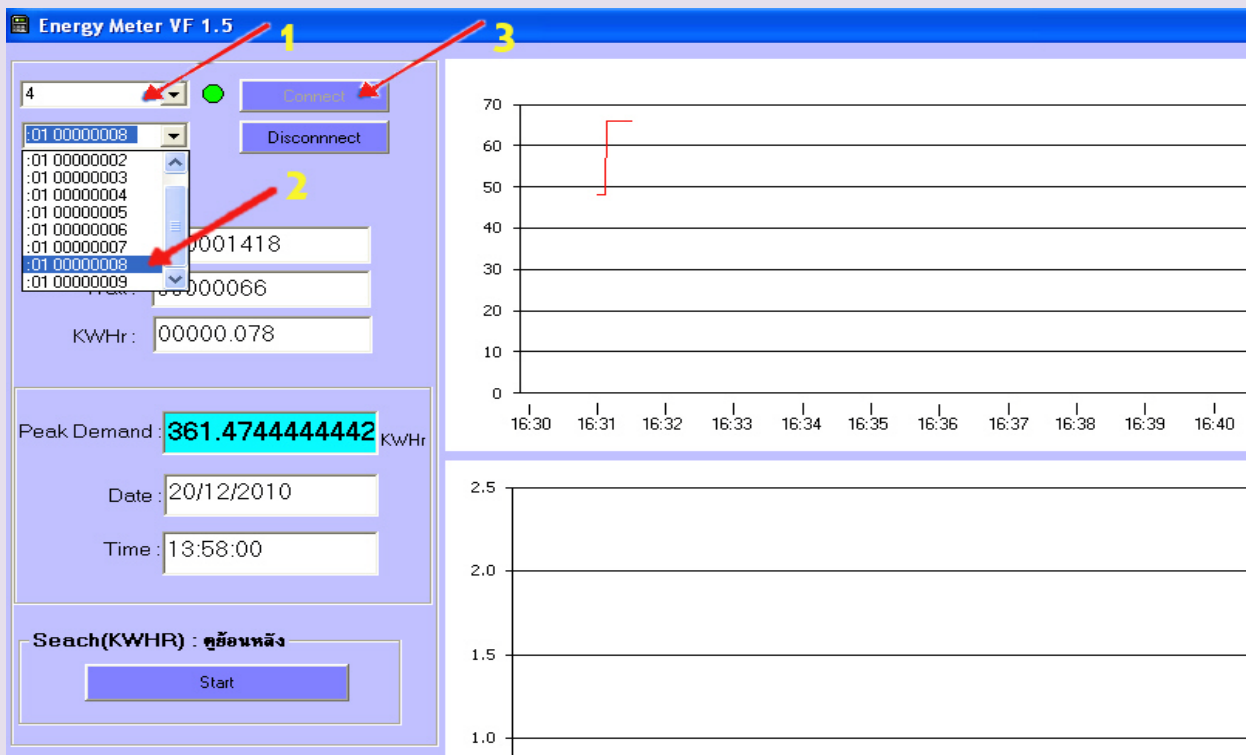 Energy Meter VF 1.5
1
3
4
Connect
:01 00000008
Disconnnect
:01 00000002
:01 00000003
:01 00000004
:01 00000005
:01 00000006
:01 00000007
:01 00000008
:01 00000009
2
0001418
00000066
KWHr :
00000.078
Peak Demand :
361.4744444442
KWHr
Date :
20/12/2010
Time :
13:58:00
Seach(KWHR) : ดูย้อนหลัง
Start
70
60
50
40
30
20
10
0
16:30 16:31 16:32 16:33 16:34 16:35 16:36 16:37 16:38 16:39 16:40
2.5
2.0
1.5
1.0